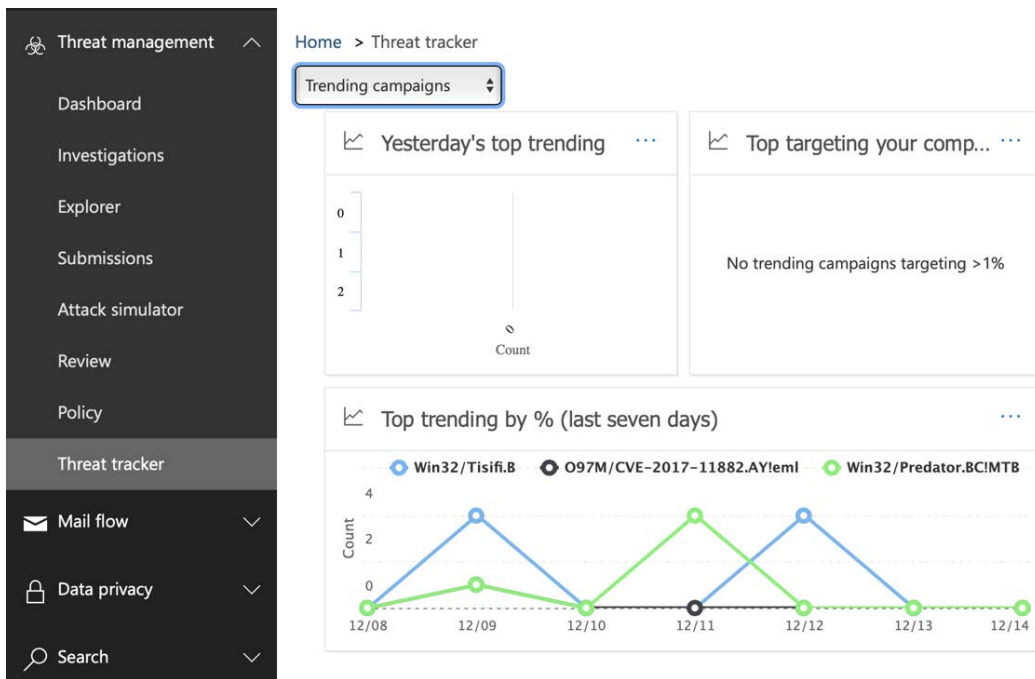 Threat management
Dashboard
Investigations
Explorer
Submissions
Attack simulator
Review
Policy
Threat tracker
Mail flow
Data privacy
Search
Home > Threat tracker
Trending campaigns
Yesterday's top trending ...
0
1
2
0
Count
Top targeting your comp... ...
No trending campaigns targeting >1%
Top trending by % (last seven days) ...
Win32/Tisifi.B O97M/CVE-2017-11882.AY!eml Win32/Predator.BC!MTB
4
2
0
Count
12/08 12/09 12/10 12/11 12/12 12/13 12/14